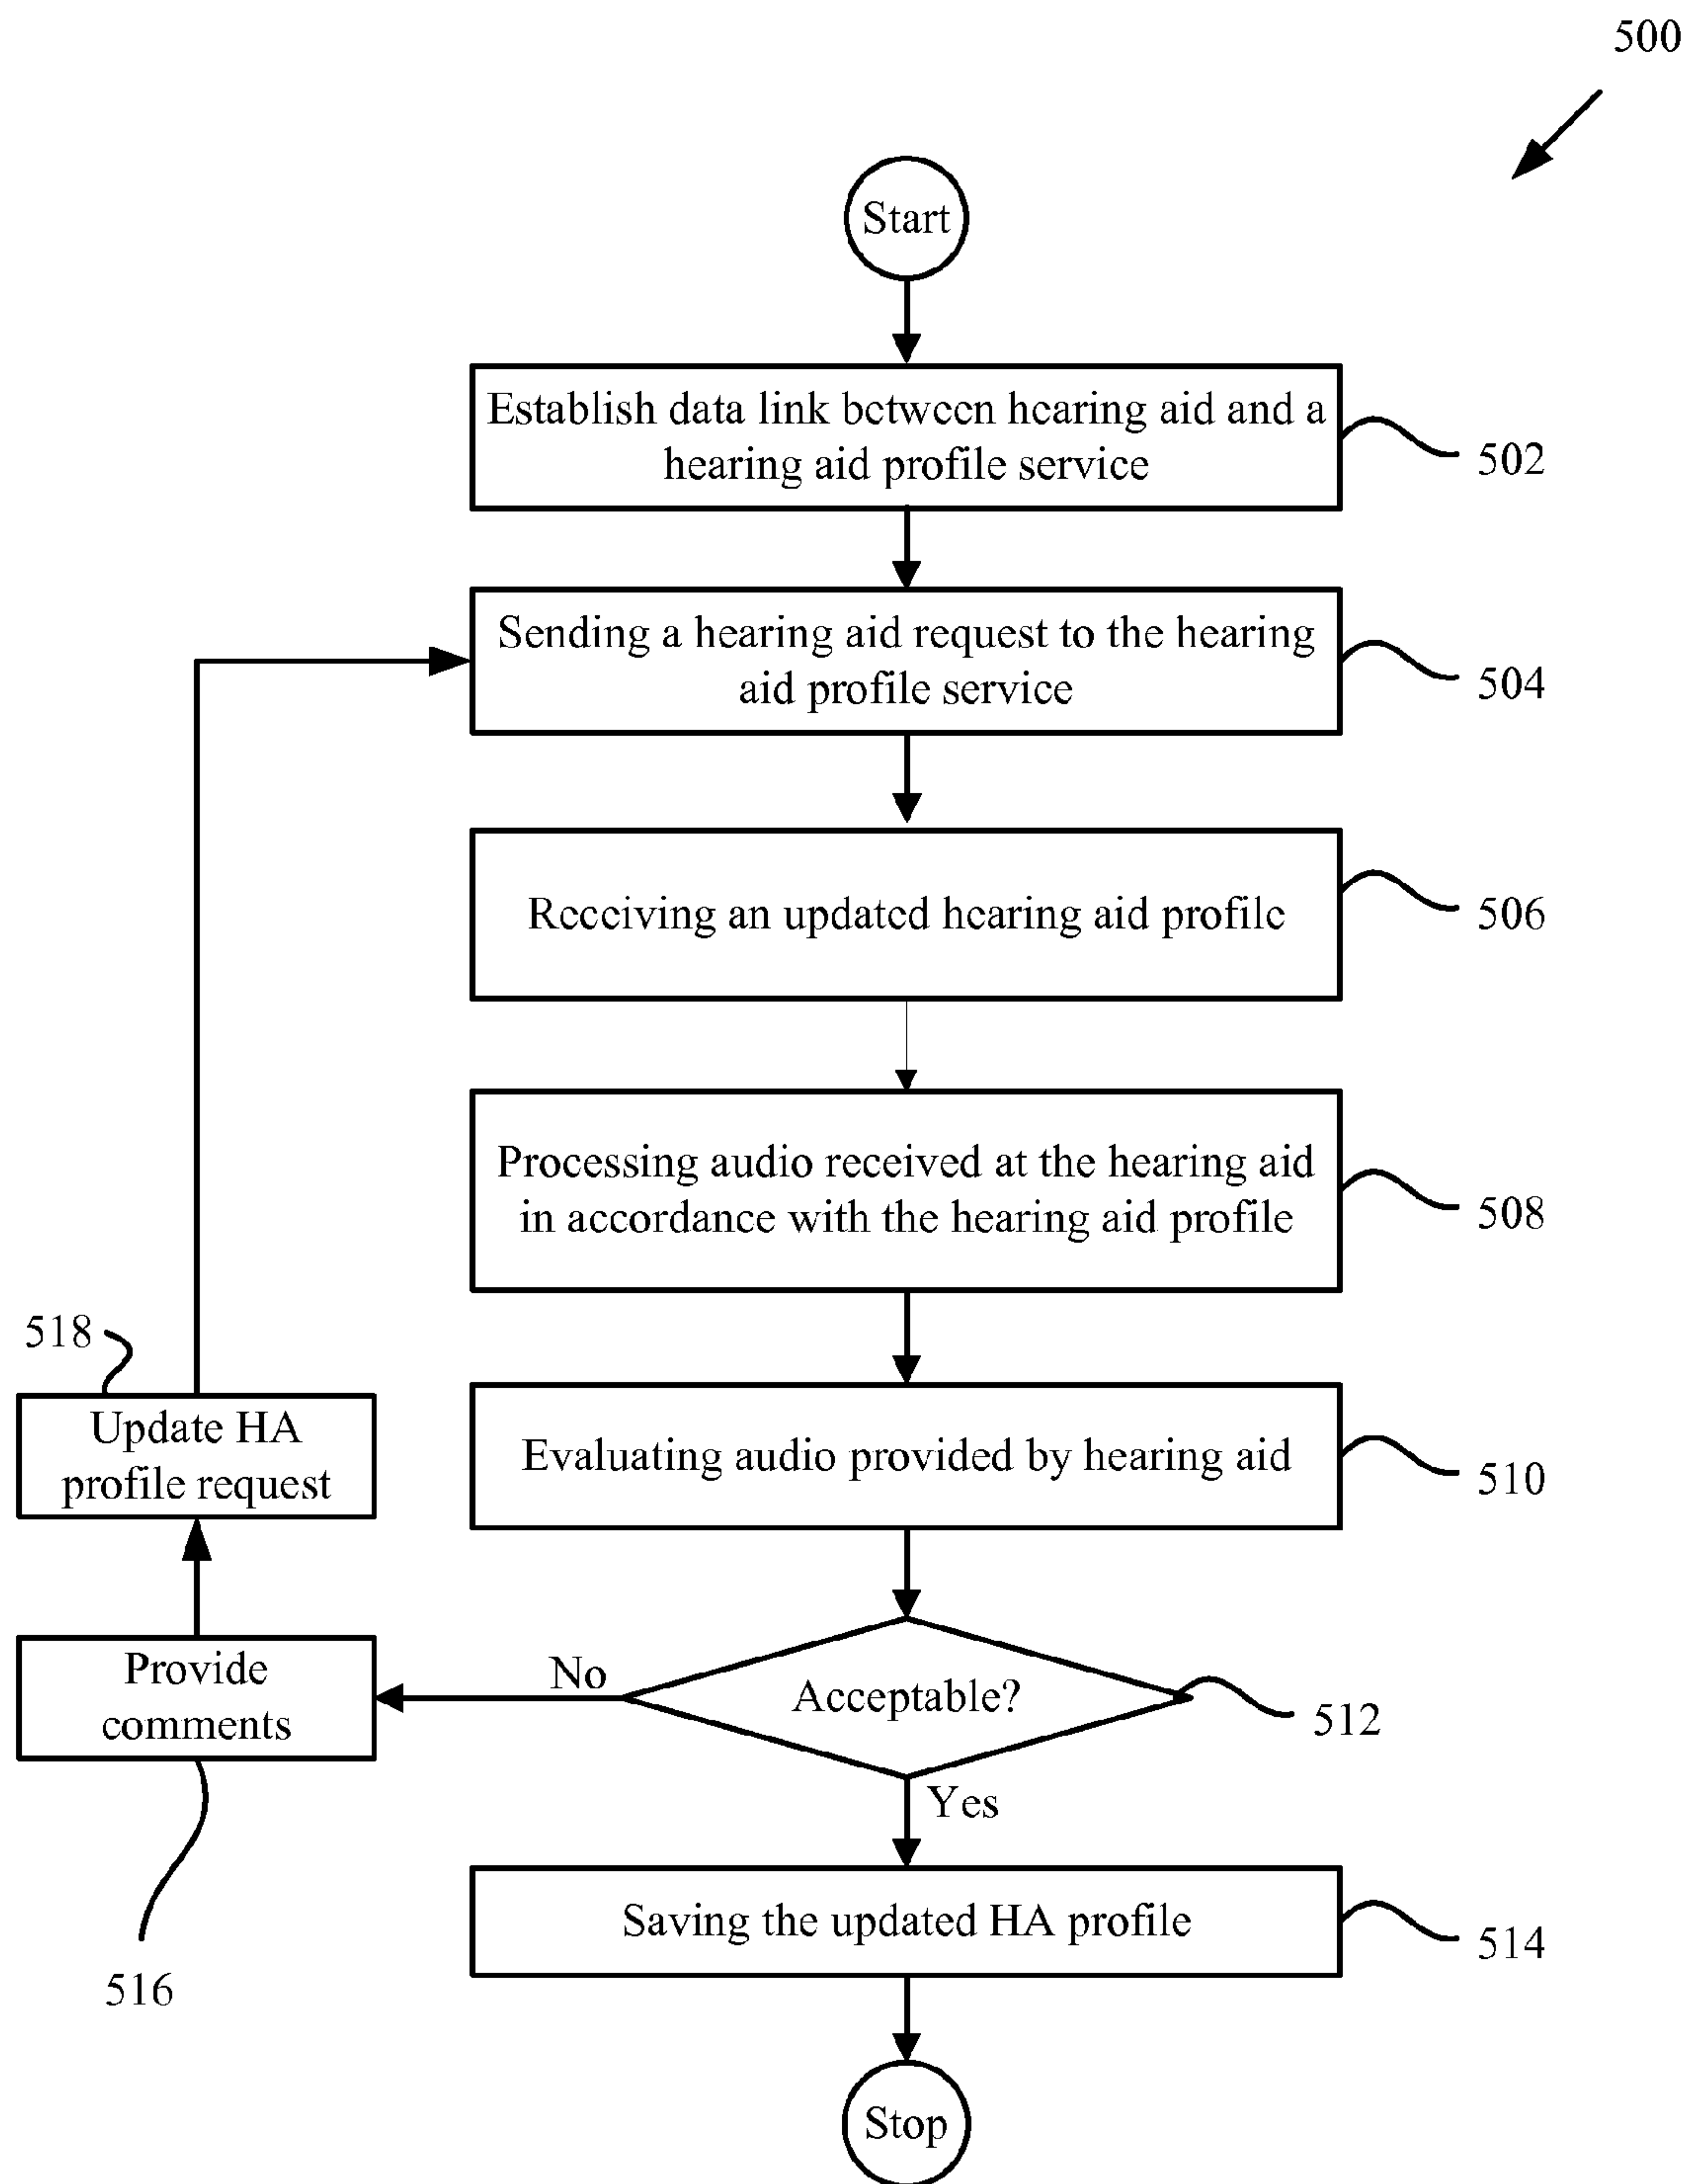 500
Start
Establish data link between hearing aid and a
hearing aid profile service
502
Sending a hearing aid request to the hearing
aid profile service
504
Receiving an updated hearing aid profile
506
Processing audio received at the hearing aid
in accordance with the hearing aid profile
508
518
Update HA
profile request
Evaluating audio provided by hearing aid
510
Provide
comments
No
Acceptable?
512
Yes
Saving the updated HA profile
514
516
Stop